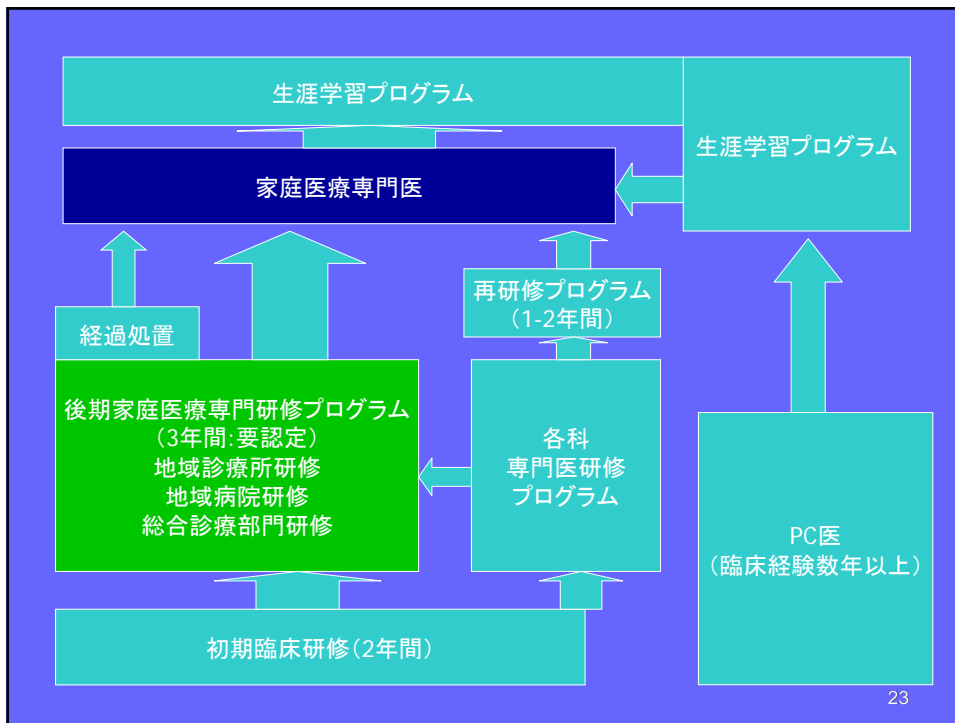 生涯学習プログラム
生涯学習プログラム
家庭医療専門医
再研修プログラム
（1-2年間）
経過処置
後期家庭医療専門研修プログラム
（3年間:要認定）
地域診療所研修
地域病院研修
総合診療部門研修
各科
専門医研修
プログラム
PC医
（臨床経験数年以上）
初期臨床研修（2年間）
23